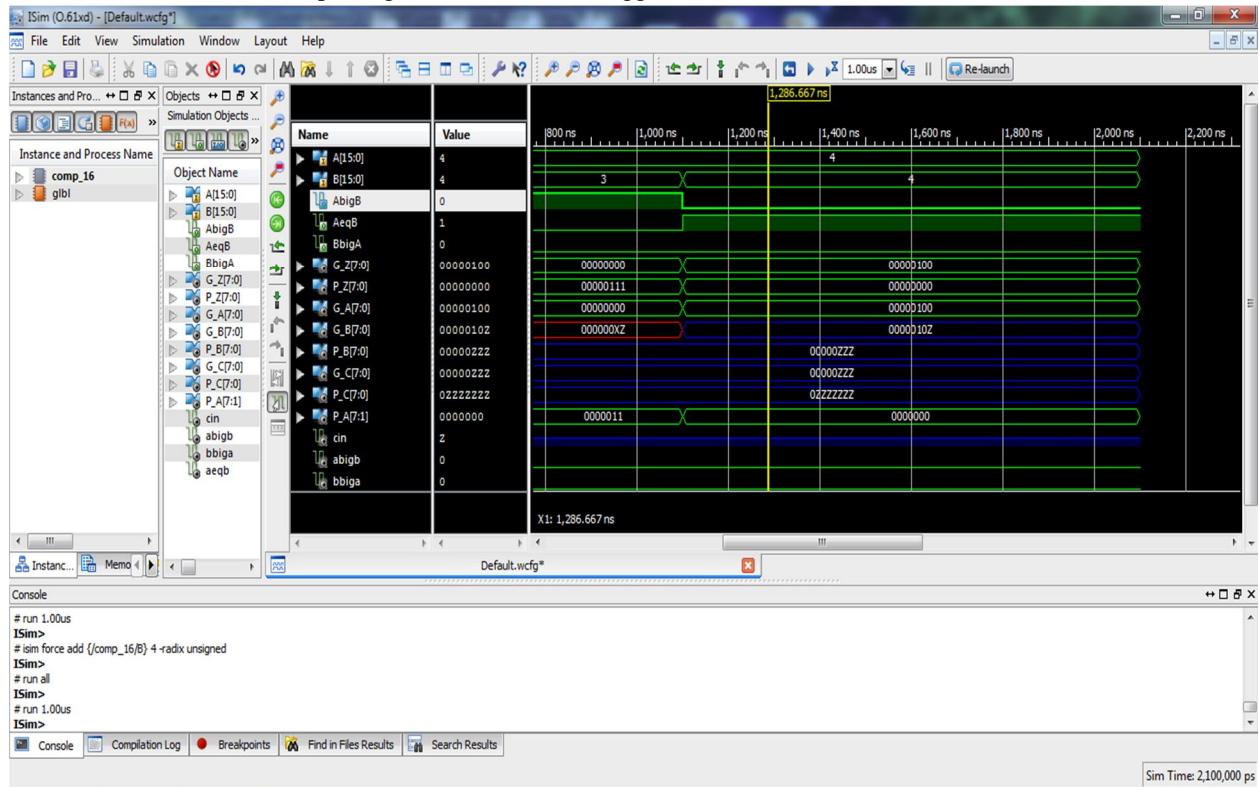 ISim (O.61xd) - [Default.wcfg*]
File Edit View Simulation Window Layout Help
1.00us Re-launch
Instances and Pro...
Objects
Simulation Objects ...
Instance and Process Name
comp_16
glbl
Object Name
A[15:0]
B[15:0]
AbigB
AeqB
BbigA
G_Z[7:0]
P_Z[7:0]
G_A[7:0]
G_B[7:0]
P_B[7:0]
G_C[7:0]
P_C[7:0]
P_A[7:1]
cin
abigb
bbiga
aeqb
1,286.667 ns
Name Value 800 ns 1,000 ns 1,200 ns 1,400 ns 1,600 ns 1,800 ns 2,000 ns 2,200 ns
A[15:0] 4 4
B[15:0] 4 3 4
AbigB 0
AeqB 1
BbigA 0
G_Z[7:0] 00000100 00000000 00000100
P_Z[7:0] 00000000 00000111 00000000
G_A[7:0] 00000100 00000000 00000100
G_B[7:0] 0000010Z 000000XZ 0000010Z
P_B[7:0] 00000ZZZ 00000ZZZ
G_C[7:0] 00000ZZZ 00000ZZZ
P_C[7:0] 0ZZZZZZZ 0ZZZZZZZ
P_A[7:1] 0000000 0000011 0000000
cin Z
abigb 0
bbiga 0
X1: 1,286.667 ns
Instanc... Memo
Default.wcfg*
Console
# run 1.00us
ISim>
# isim force add {/comp_16/B} 4 -radix unsigned
ISim>
# run all
ISim>
# run 1.00us
ISim>
Console Compilation Log Breakpoints Find in Files Results Search Results
Sim Time: 2,100,000 ps